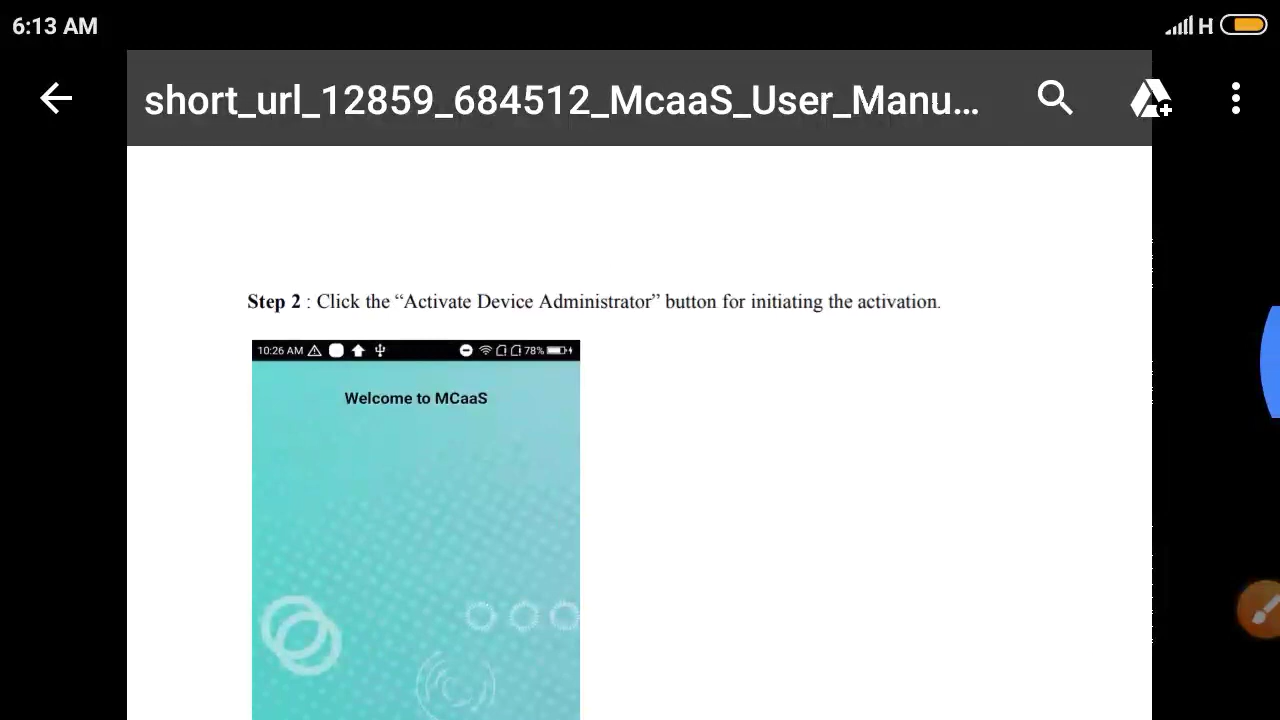 6:13 AM
H
short_url_12859_684512_McaaS_User_Manu...
Step 2 : Click the “Activate Device Administrator” button for initiating the activation.
10:26 AM
78%
Welcome to MCaaS